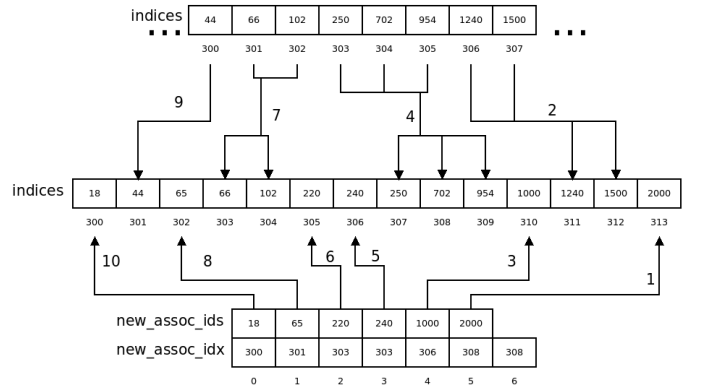 indices 44 66 102 250 702 954 1240 1500
... ...
300 301 302 303 304 305 306 307
9 7 4 2
indices 18 44 65 66 102 220 240 250 702 954 1000 1240 1500 2000
300 301 302 303 304 305 306 307 308 309 310 311 312 313
10 8 6 5 3 1
new_assoc_ids 18 65 220 240 1000 2000
new_assoc_idx 300 301 303 303 306 308 308
0 1 2 3 4 5 6